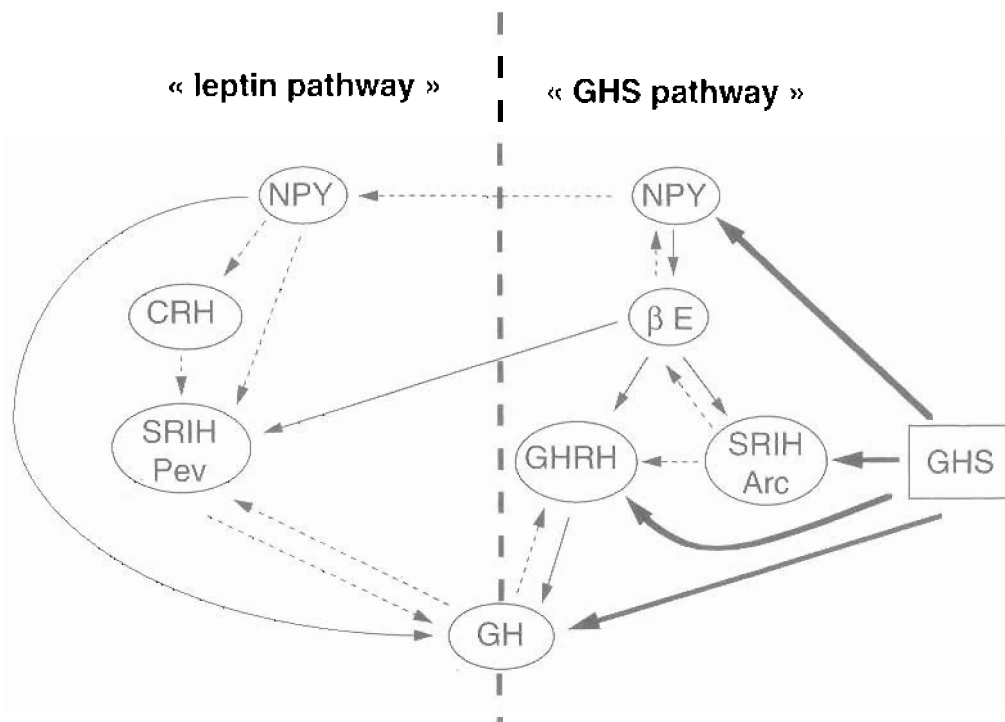 « leptin pathway »
« GHS pathway »
NPY
NPY
CRH
β E
SRIH
Pev
GHRH
SRIH
Arc
GHS
GH